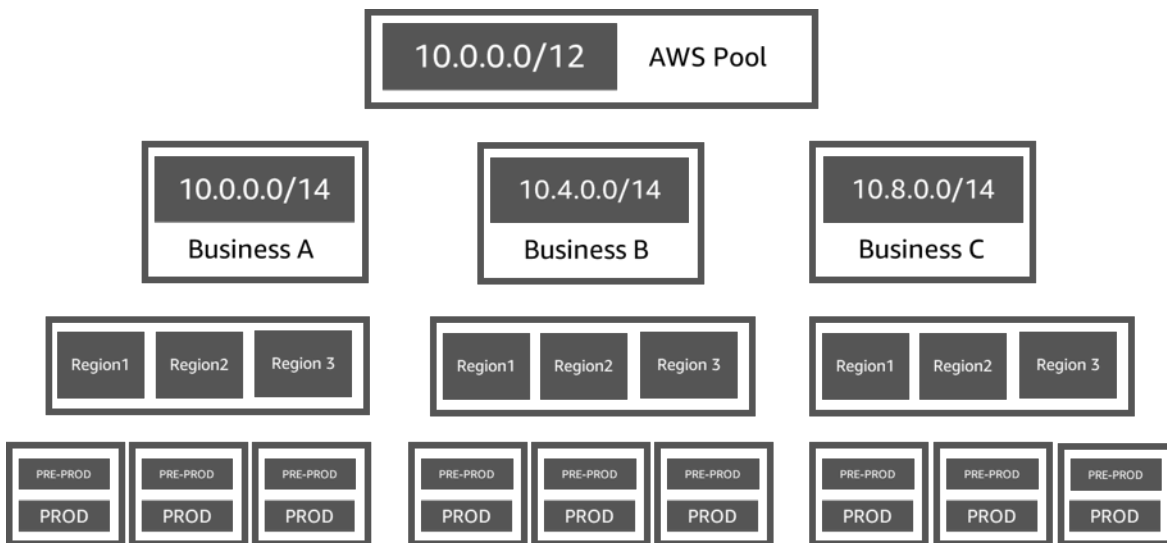 10.0.0.0/12 AWS Pool
10.0.0.0/14
Business A
10.4.0.0/14
Business B
10.8.0.0/14
Business C
Region1 Region2 Region 3
Region1 Region2 Region 3
Region1 Region2 Region 3
PRE-PROD
PROD
PRE-PROD
PROD
PRE-PROD
PROD
PRE-PROD
PROD
PRE-PROD
PROD
PRE-PROD
PROD
PRE-PROD
PROD
PRE-PROD
PROD
PRE-PROD
PROD